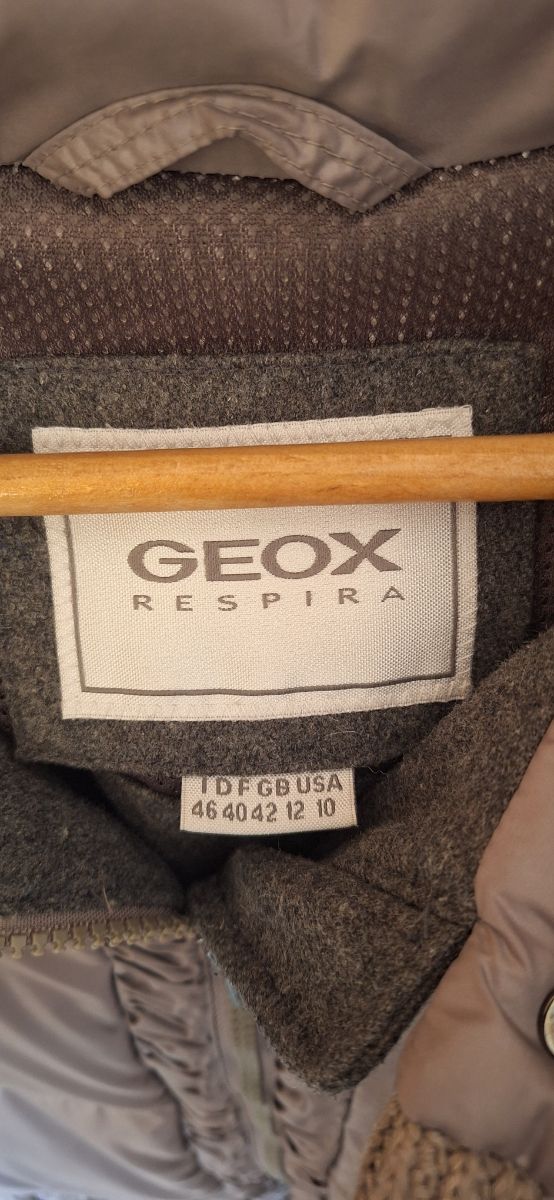 GEOX
RESPIRA
I D F GB USA
46 40 42 12 10